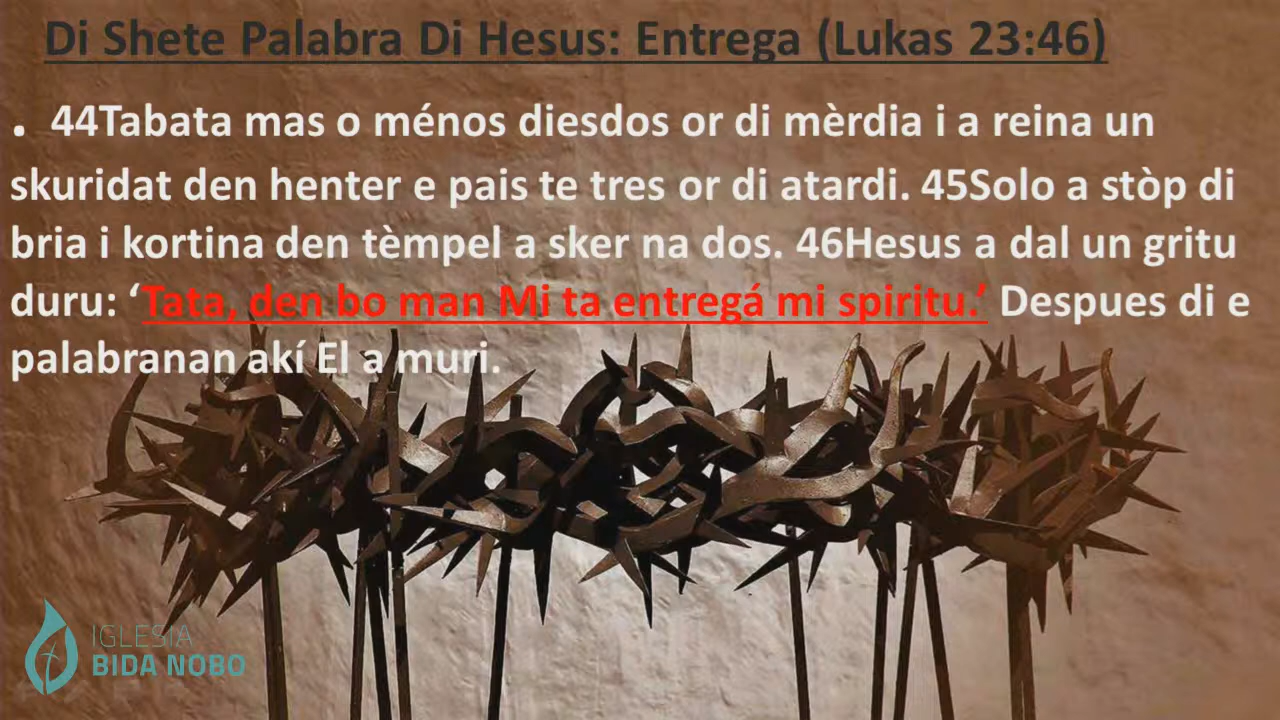 Di Shete Palabra Di Hesus: Entrega (Lukas 23:46)
. 44Tabata mas o ménos diesdos or di mèrdia i a reina un
skuridat den henter e pais te tres or di atardi. 45Solo a stòp di
bria i kortina den tèmpel a sker na dos. 46Hesus a dal un gritu
duru: ‘Tata, den bo man Mi ta entregá mi spiritu.’ Despues di e
palabranan akí El a muri.
IGLESIA
BIDA NOBO